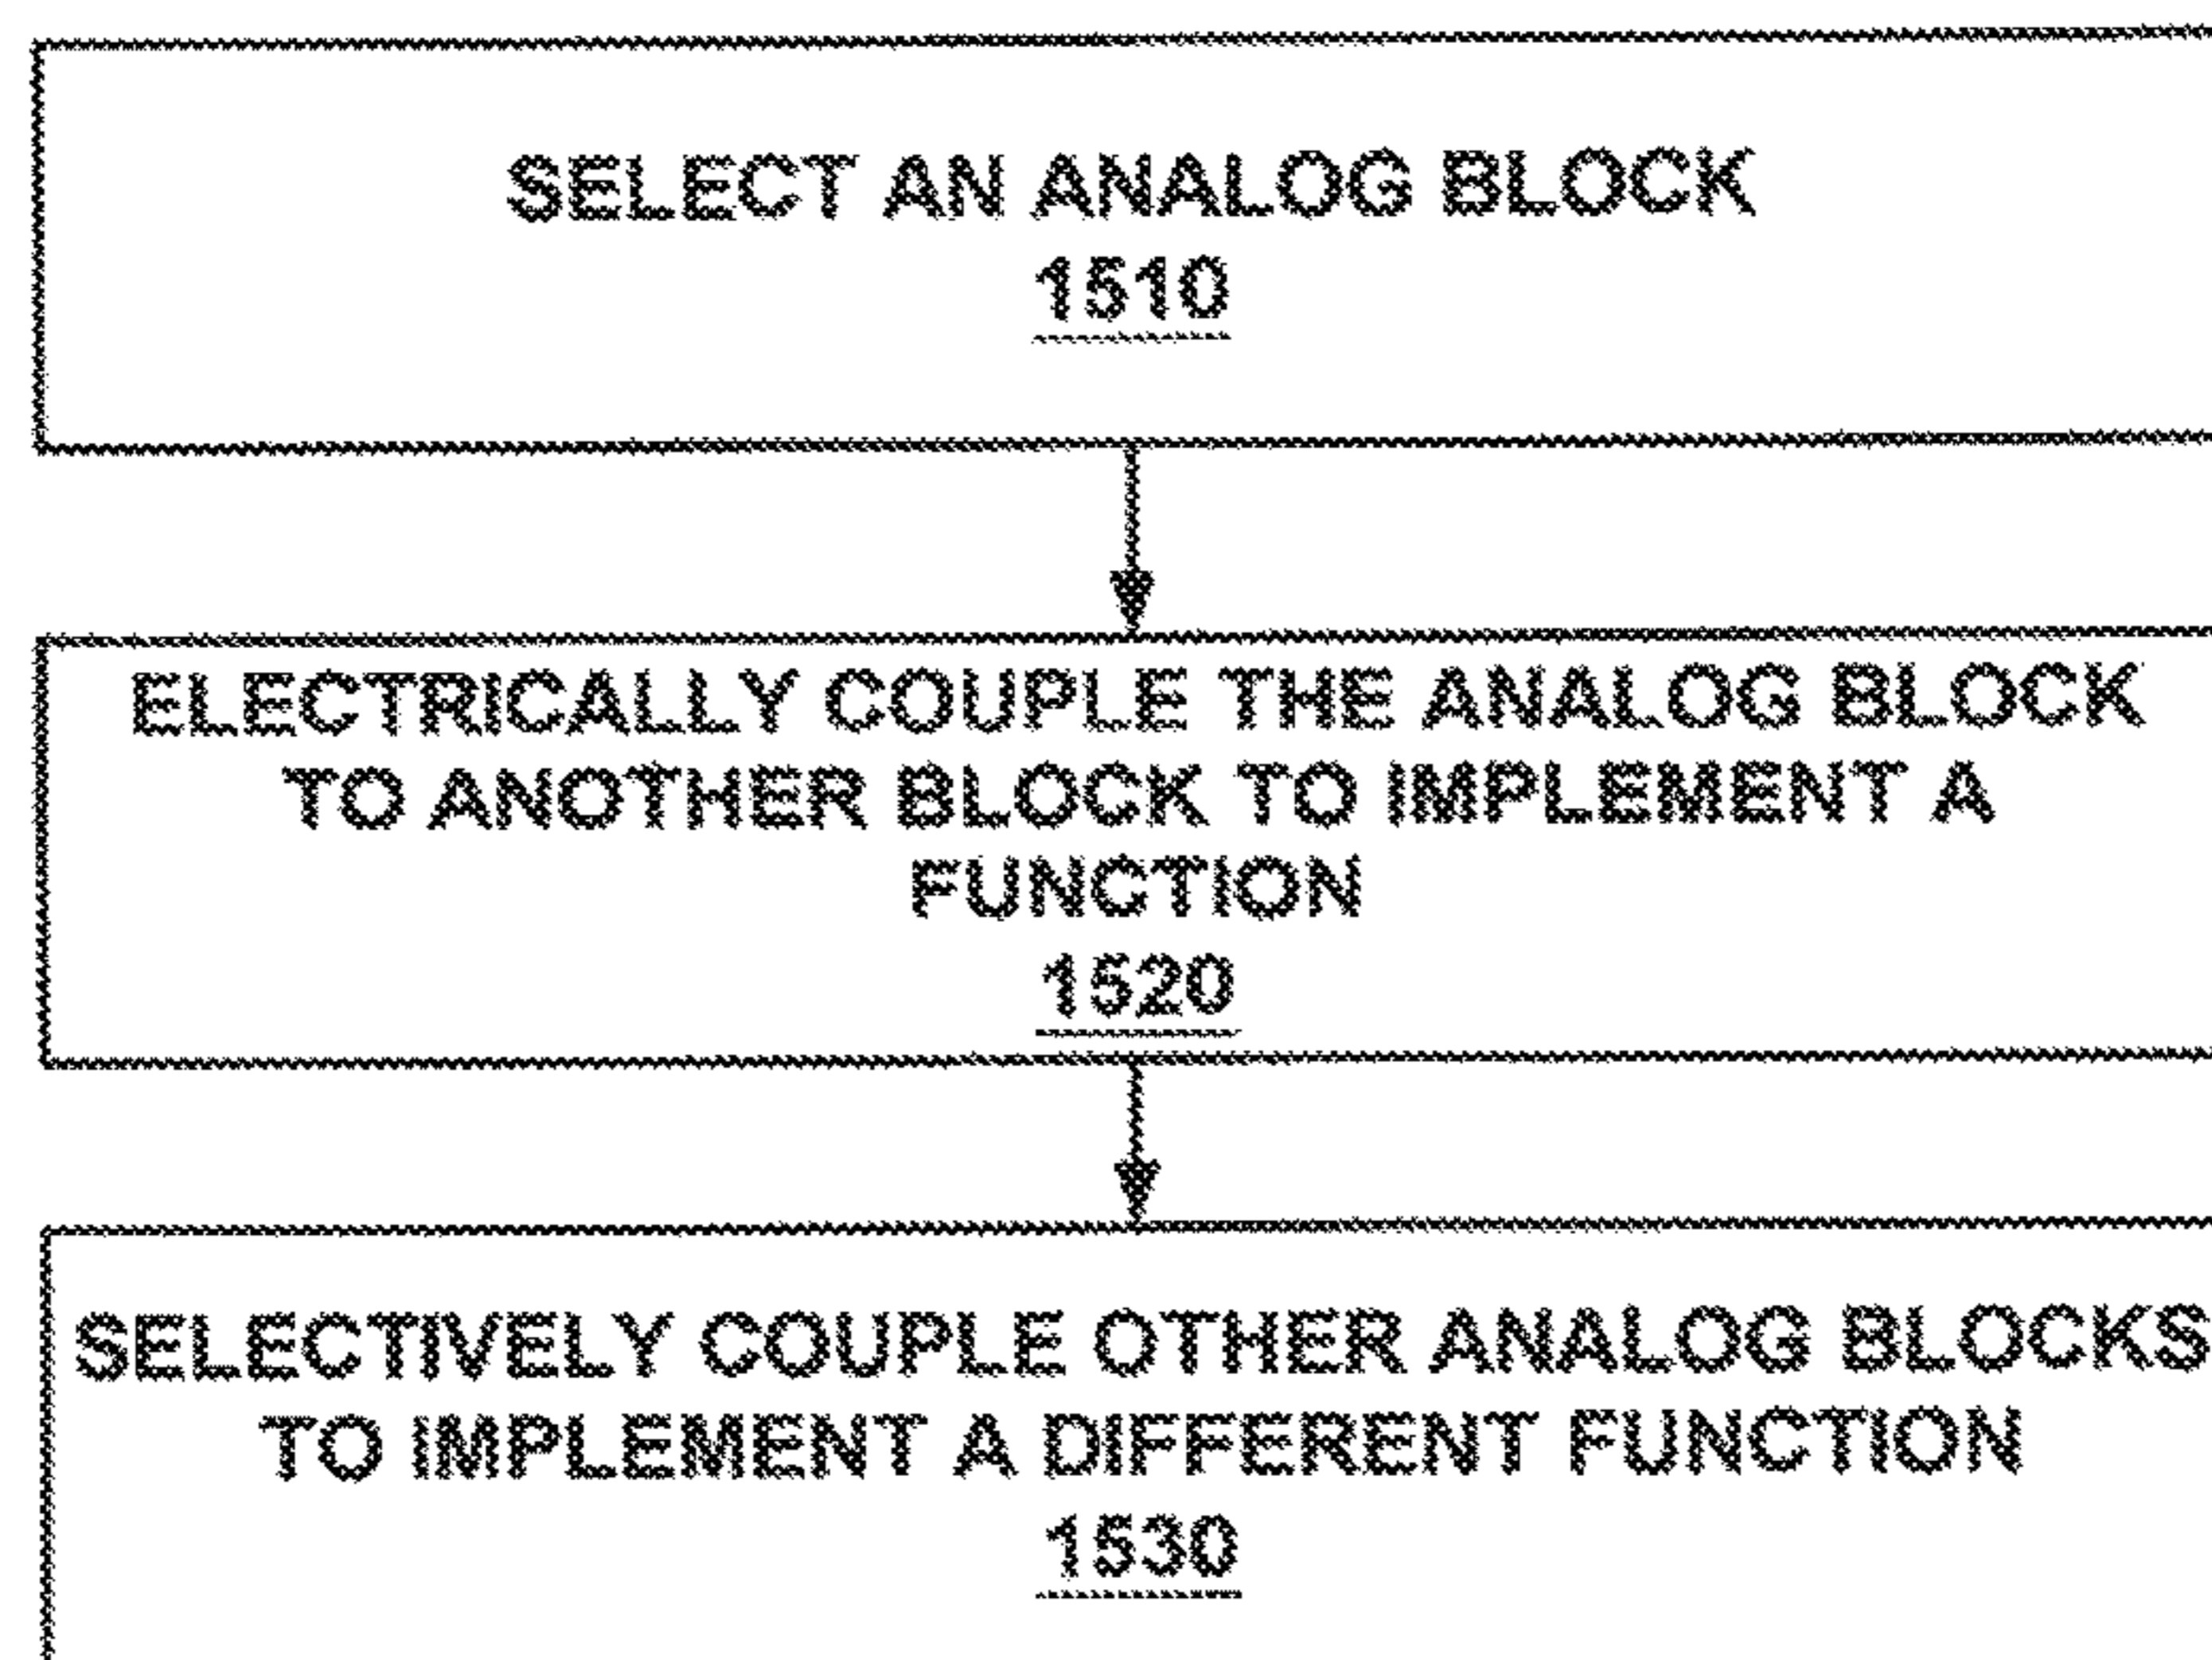 SELECT AN ANALOG BLOCK
1510
ELECTRICALLY COUPLE THE ANALOG BLOCK
TO ANOTHER BLOCK TO IMPLEMENT A
FUNCTION
1520
SELECTIVELY COUPLE OTHER ANALOG BLOCKS
TO IMPLEMENT A DIFFERENT FUNCTION
1530